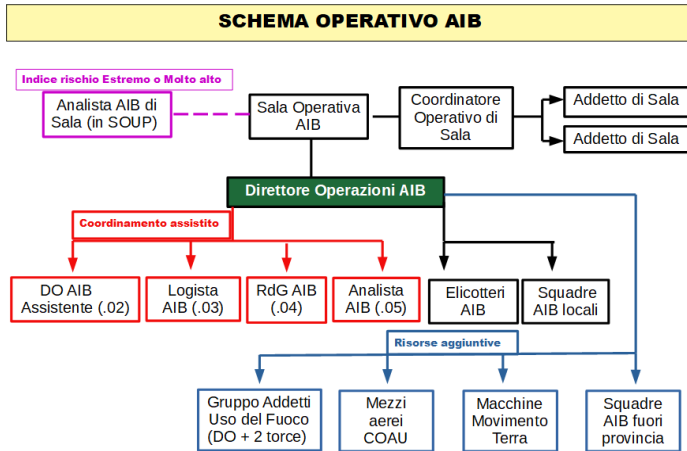 SCHEMA OPERATIVO AIB
Indice rischio Estremo o Molto alto
Analista AIB di
Sala (in SOUP)
Sala Operativa
AIB
Coordinatore
Operativo di
Sala
Addetto di Sala
Addetto di Sala
Direttore Operazioni AIB
Coordinamento assistito
DO AIB
Assistente (.02)
Logista
AIB (.03)
RdG AIB
(.04)
Analista
AIB (.05)
Elicotteri
AIB
Squadre
AIB locali
Risorse aggiuntive
Gruppo Addetti
Uso del Fuoco
(DO + 2 torce)
Mezzi
aerei
COAU
Macchine
Movimento
Terra
Squadre
AIB fuori
provincia